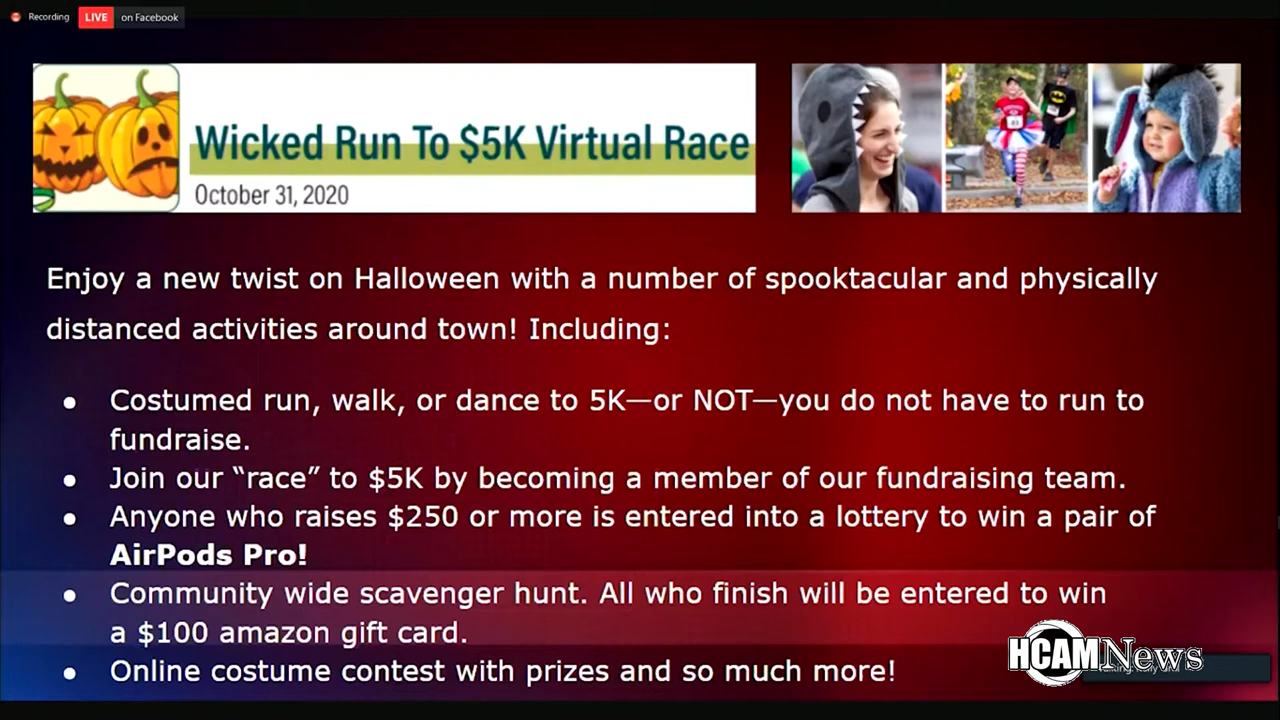 Recording
LIVE on Facebook
Wicked Run To $5K Virtual Race
October 31, 2020
Enjoy a new twist on Halloween with a number of spooktacular and physically
distanced activities around town! Including:
● Costumed run, walk, or dance to 5K—or NOT—you do not have to run to
fundraise.
● Join our “race” to $5K by becoming a member of our fundraising team.
● Anyone who raises $250 or more is entered into a lottery to win a pair of
AirPods Pro!
● Community wide scavenger hunt. All who finish will be entered to win
a $100 amazon gift card.
● Online costume contest with prizes and so much more!
HCAMNews